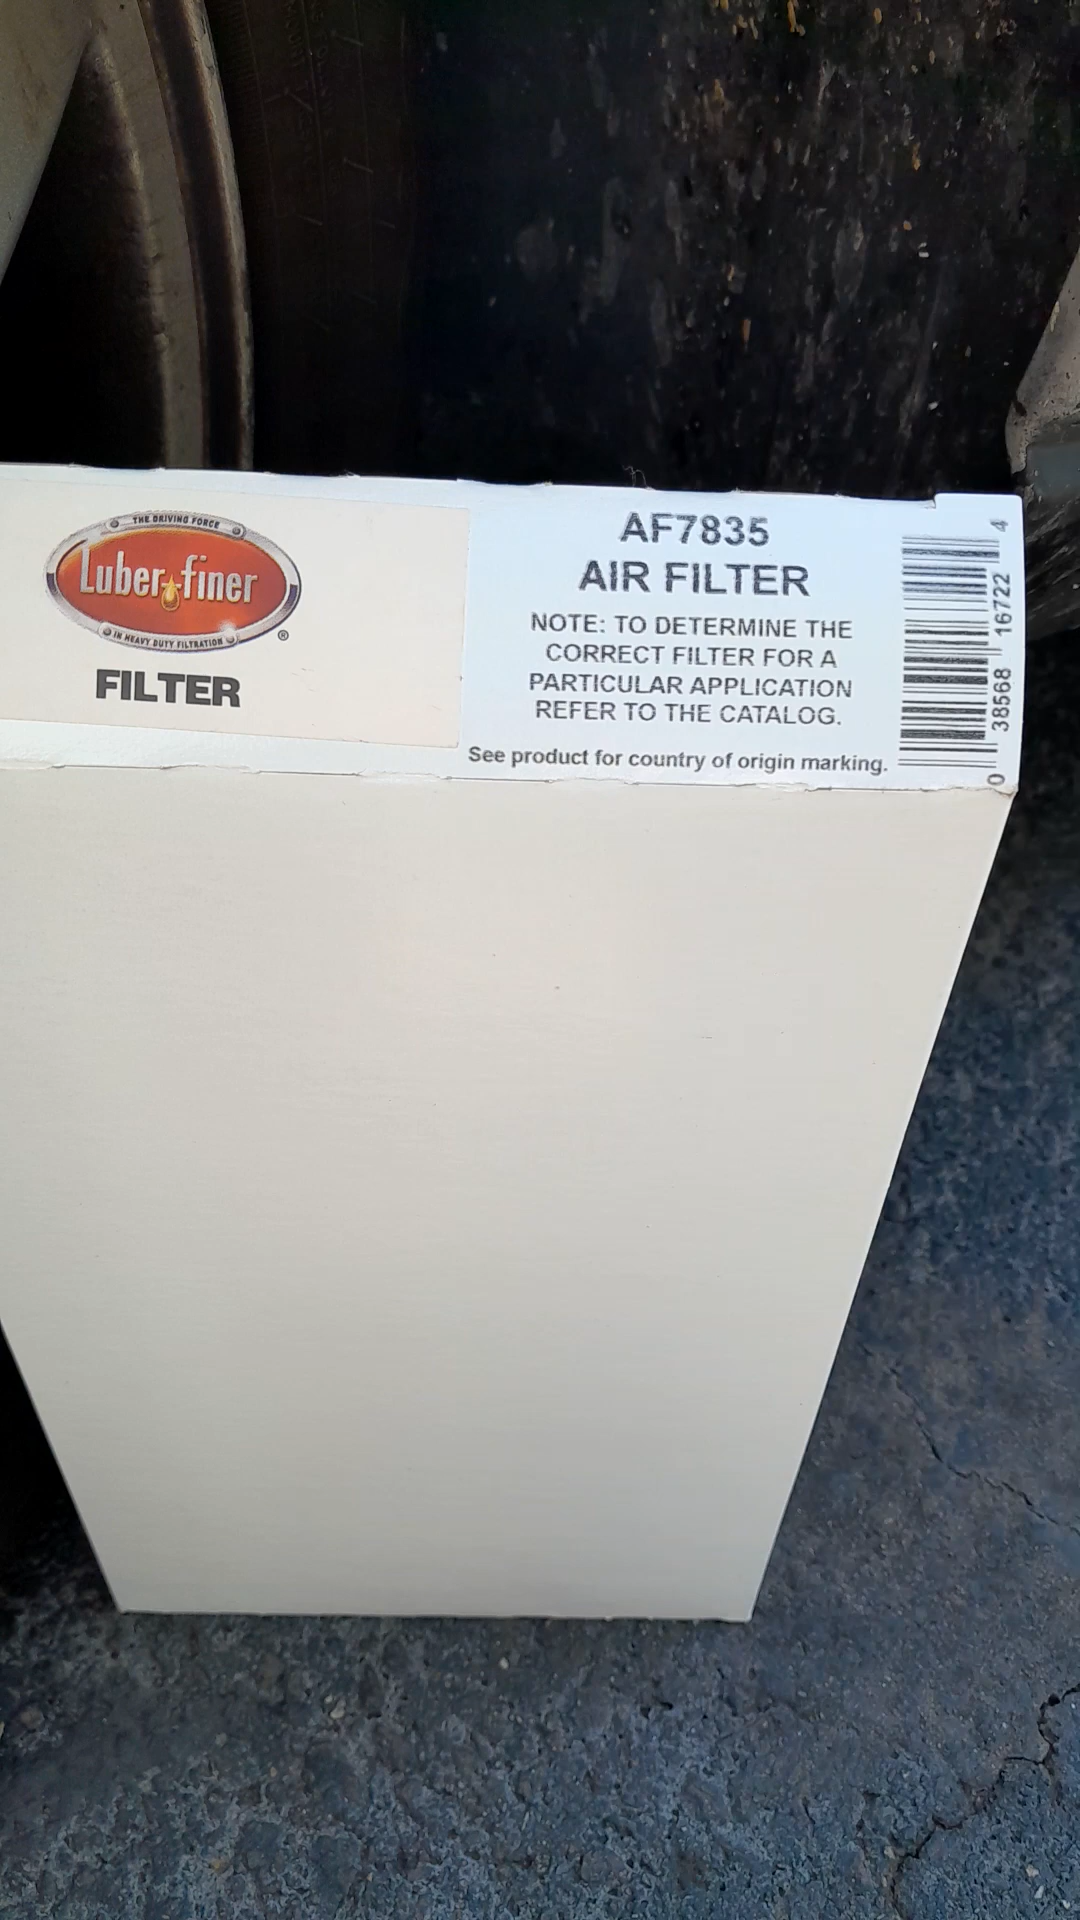 THE DRIVING FORCE
Luber-finer
IN HEAVY DUTY FILTRATION
®
FILTER
AF7835
AIR FILTER
NOTE: TO DETERMINE THE
CORRECT FILTER FOR A
PARTICULAR APPLICATION
REFER TO THE CATALOG.
See product for country of origin marking.
0 38568 16722 4